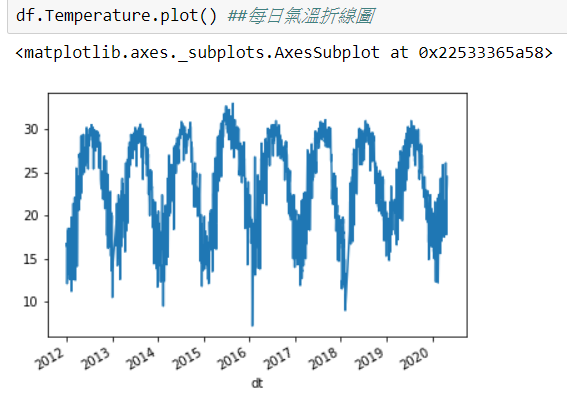 df.Temperature.plot() ##每日氣溫折線圖
<matplotlib.axes._subplots.AxesSubplot at 0x22533365a58>
30
25
20
15
10
2012 2013 2014 2015 2016 2017 2018 2019 2020
dt